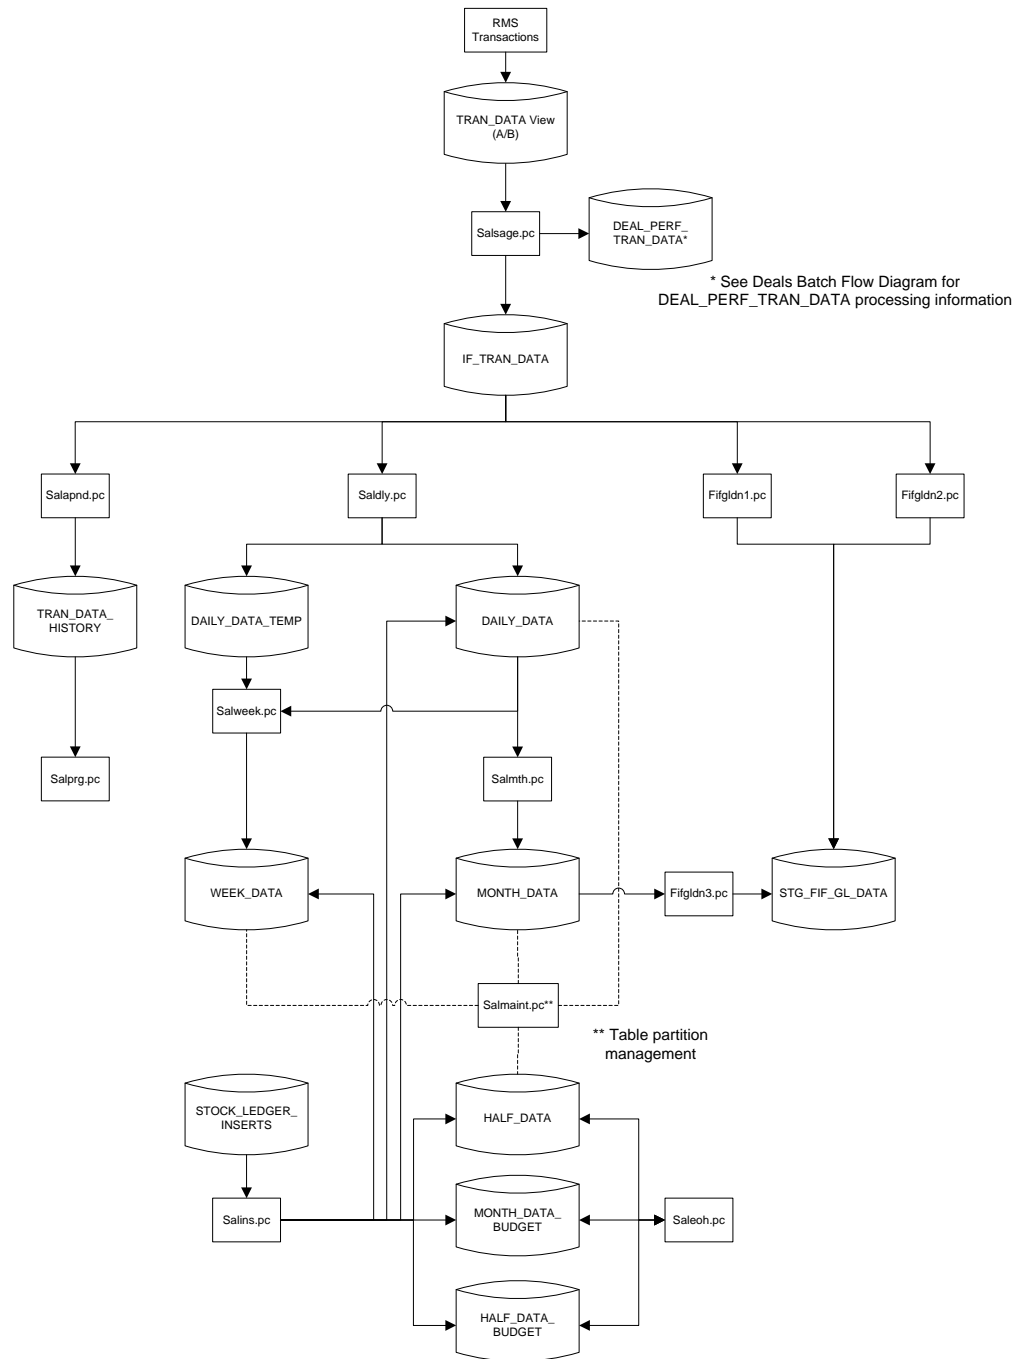 RMS
Transactions
TRAN_DATA View
(A/B)
Salsage.pc
DEAL_PERF_
TRAN_DATA*
* See Deals Batch Flow Diagram for
DEAL_PERF_TRAN_DATA processing information
IF_TRAN_DATA
Salapnd.pc
Saldly.pc
Fifgldn1.pc
Fifgldn2.pc
TRAN_DATA_
HISTORY
DAILY_DATA_TEMP
DAILY_DATA
Salweek.pc
Salprg.pc
Salmth.pc
WEEK_DATA
MONTH_DATA
Fifgldn3.pc
STG_FIF_GL_DATA
Salmaint.pc**
** Table partition
management
STOCK_LEDGER_
INSERTS
HALF_DATA
Salins.pc
MONTH_DATA_
BUDGET
Saleoh.pc
HALF_DATA_
BUDGET